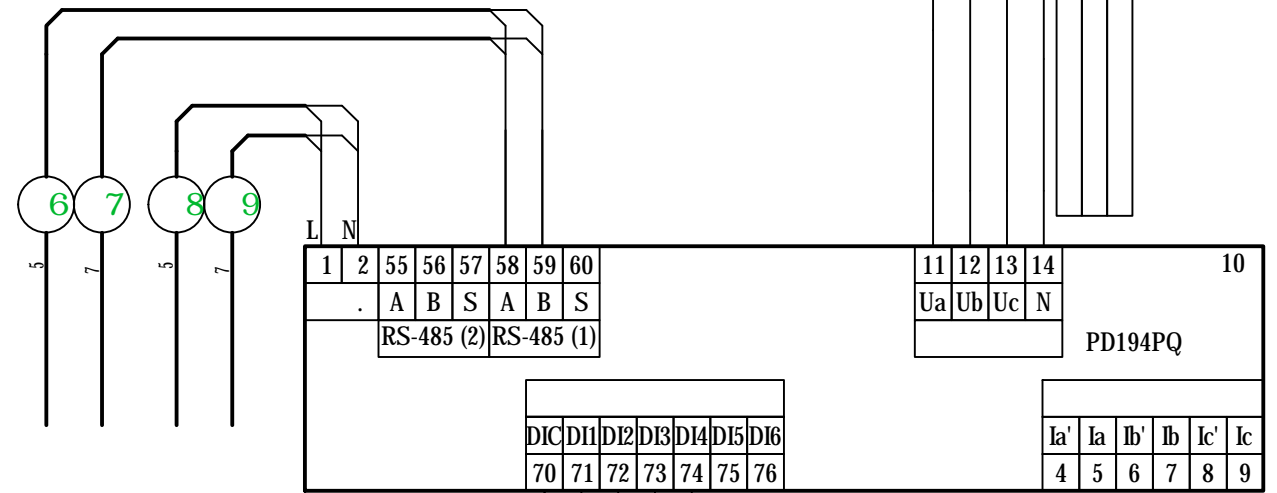 6 7 8 9
L N
5 7 5 7
1 2 55 56 57 58 59 60 11 12 13 14 10
. A B S A B S Ua Ub Uc N
RS-485 (2) RS-485 (1) PD194PQ
DIC DI1 DI2 DI3 DI4 DI5 DI6 Ia' Ia Ib' Ib Ic' Ic
70 71 72 73 74 75 76 4 5 6 7 8 9